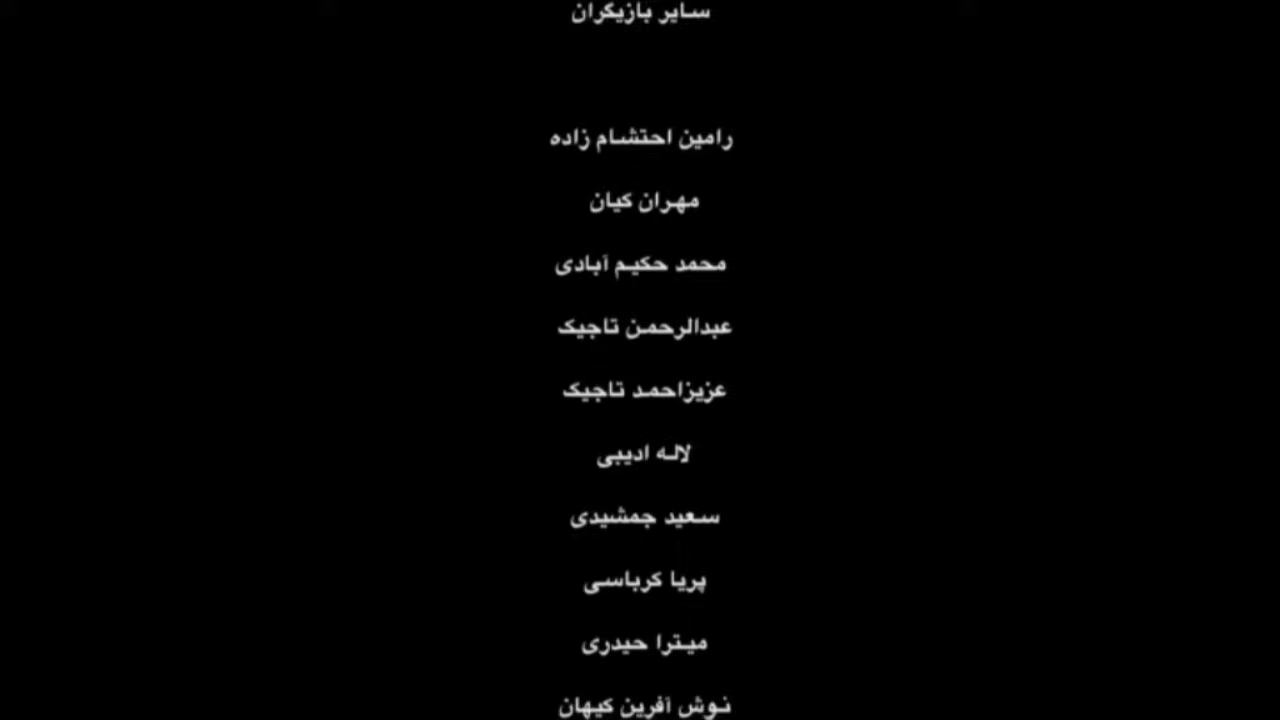 سایر بازیگران
رامین احتشام زاده
مهران کیان
محمد حکیم آبادی
عبدالرحمن تاجیک
عزیزاحمد تاجیک
لاله ادیبی
سعید جمشیدی
پریا کرباسی
میترا حیدری
نوش آفرین کیهان